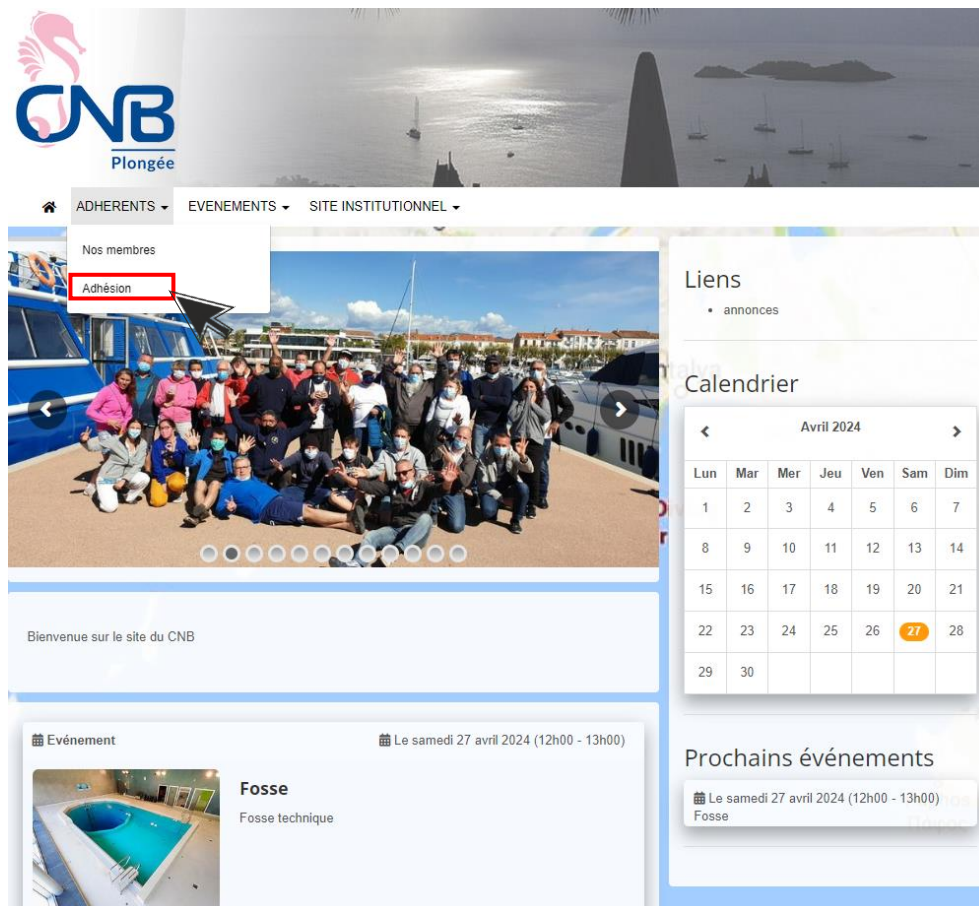 CNB
Plongée
ADHERENTS
EVENEMENTS
SITE INSTITUTIONNEL
Nos membres
Adhésion
Bienvenue sur le site du CNB
Evénement
Le samedi 27 avril 2024 (12h00 - 13h00)
Fosse
Fosse technique
Liens
annonces
Calendrier
Avril 2024
Lun Mar Mer Jeu Ven Sam Dim
1 2 3 4 5 6 7
8 9 10 11 12 13 14
15 16 17 18 19 20 21
22 23 24 25 26 27 28
29 30
Prochains événements
Le samedi 27 avril 2024 (12h00 - 13h00)
Fosse